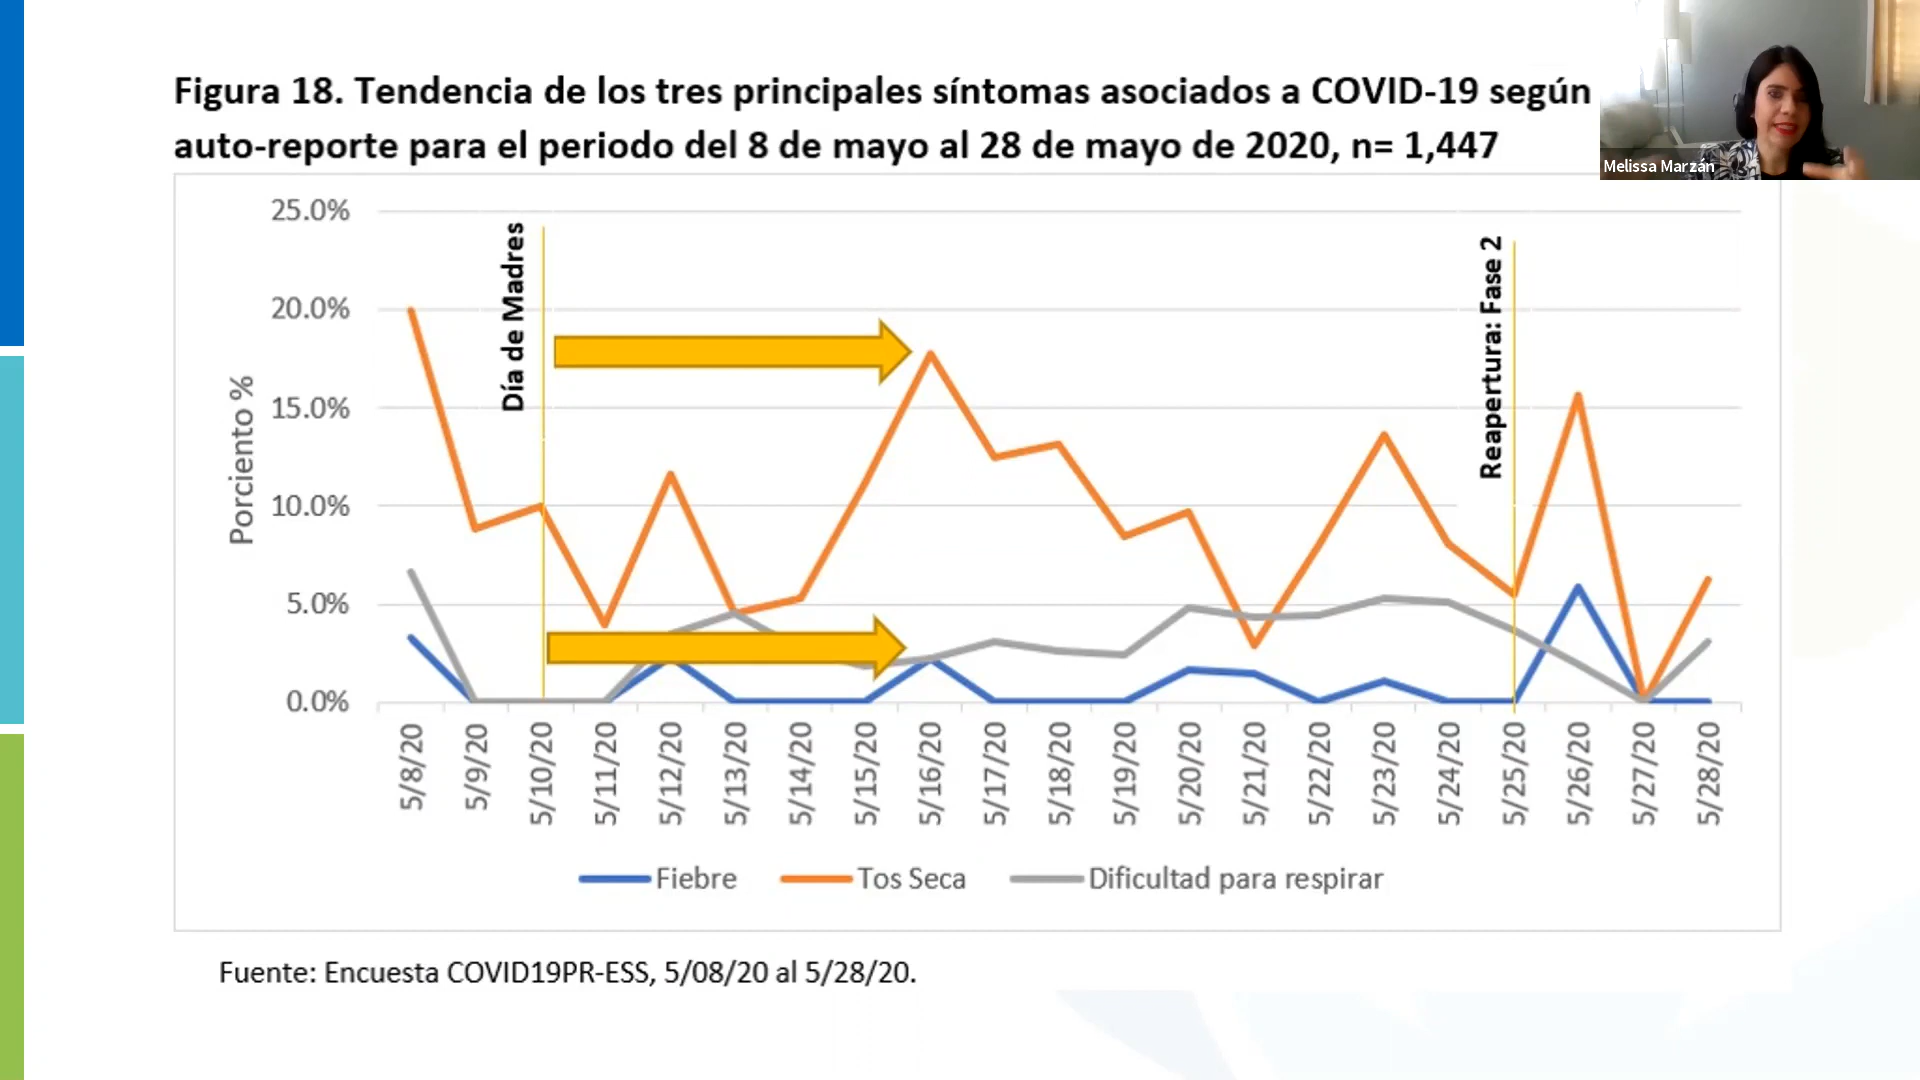 Figura 18. Tendencia de los tres principales síntomas asociados a COVID-19 según
auto-reporte para el periodo del 8 de mayo al 28 de mayo de 2020, n= 1,447
Melissa Marzán
25.0%
20.0%
15.0%
10.0%
5.0%
0.0%
Porciento %
Día de Madres
Reapertura: Fase 2
5/8/20
5/9/20
5/10/20
5/11/20
5/12/20
5/13/20
5/14/20
5/15/20
5/16/20
5/17/20
5/18/20
5/19/20
5/20/20
5/21/20
5/22/20
5/23/20
5/24/20
5/25/20
5/26/20
5/27/20
5/28/20
Fiebre
Tos Seca
Dificultad para respirar
Fuente: Encuesta COVID19PR-ESS, 5/08/20 al 5/28/20.